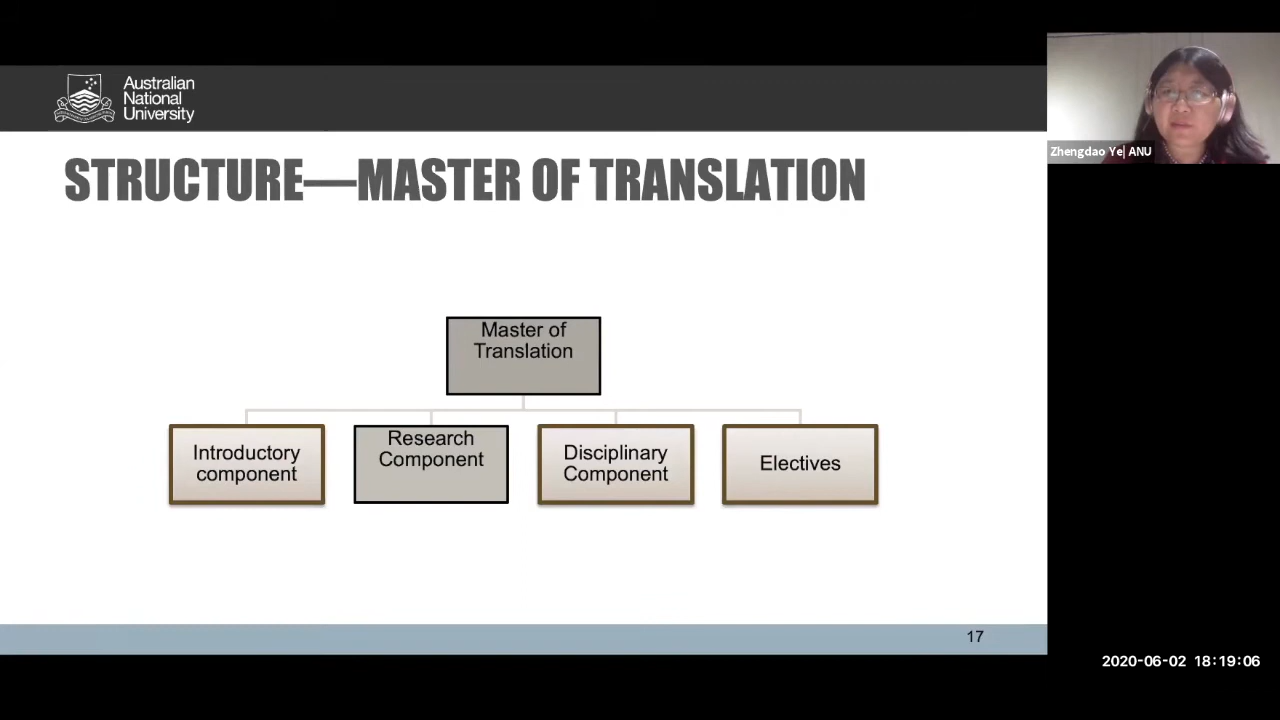 Australian
National
University
STRUCTURE—MASTER OF TRANSLATION
Zhengdao Ye| ANU
Master of
Translation
Introductory
component
Research
Component
Disciplinary
Component
Electives
17
2020-06-02 18:19:06